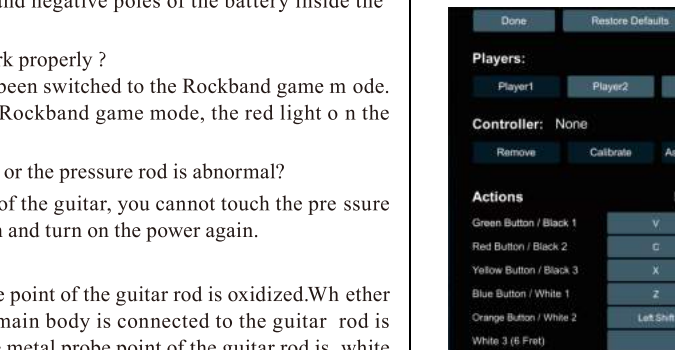 and negative poles of the battery inside the
rk properly ?
been switched to the Rockband game m ode.
Rockband game mode, the red light o n the
or the pressure rod is abnormal?
of the guitar, you cannot touch the pre ssure
and turn on the power again.
e point of the guitar rod is oxidized.Wh ether
main body is connected to the guitar rod is
metal probe point of the guitar rod is white
Done Restore Defaults
Players:
Player1 Player2
Controller: None
Remove Calibrate
Actions
Green Button / Black 1 V
Red Button / Black 2 C
Yellow Button / Black 3 X
Blue Button / White 1 Z
Orange Button / White 2 Left Shift
White 3 (6 Fret)